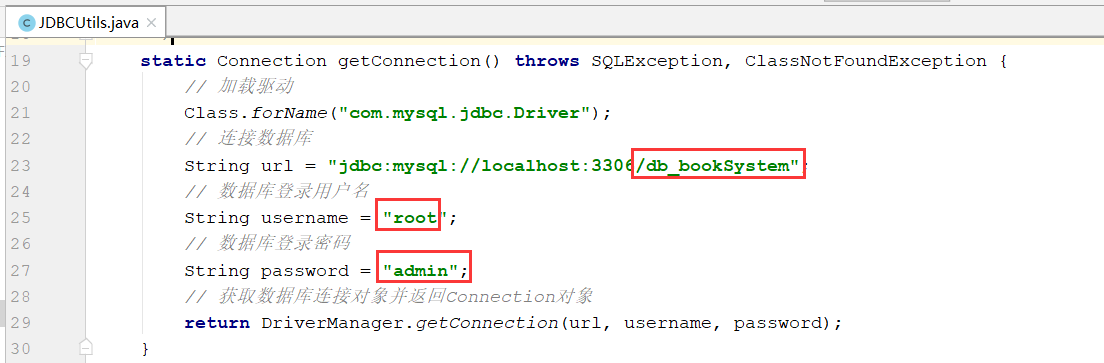 JDBCUtils.java
19 static Connection getConnection() throws SQLException, ClassNotFoundException {
20 // 加载驱动
21 Class.forName("com.mysql.jdbc.Driver");
22 // 连接数据库
23 String url = "jdbc:mysql://localhost:3306/db_bookSystem";
24 // 数据库登录用户名
25 String username = "root";
26 // 数据库登录密码
27 String password = "admin";
28 // 获取数据库连接对象并返回Connection对象
29 return DriverManager.getConnection(url, username, password);
30 }